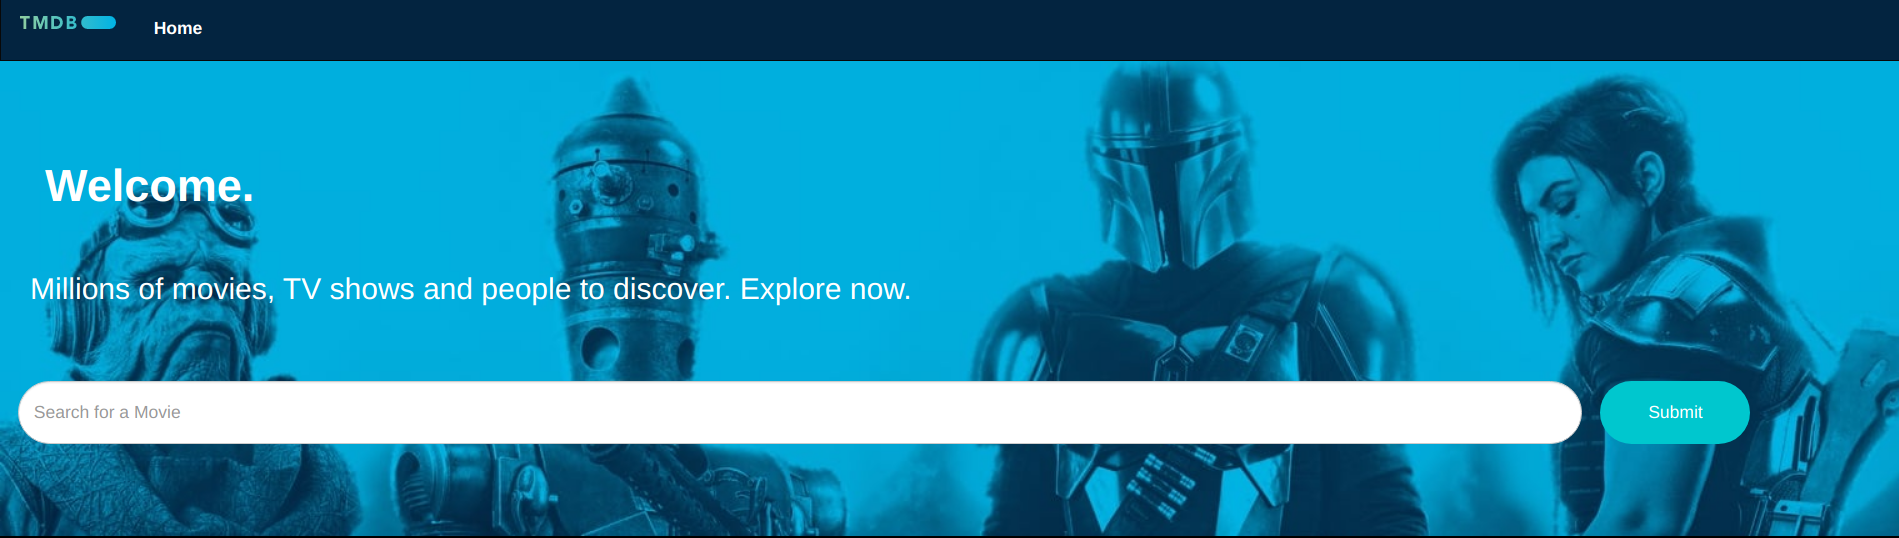 TMDB
Home
Welcome.
Millions of movies, TV shows and people to discover. Explore now.
Search for a Movie
Submit